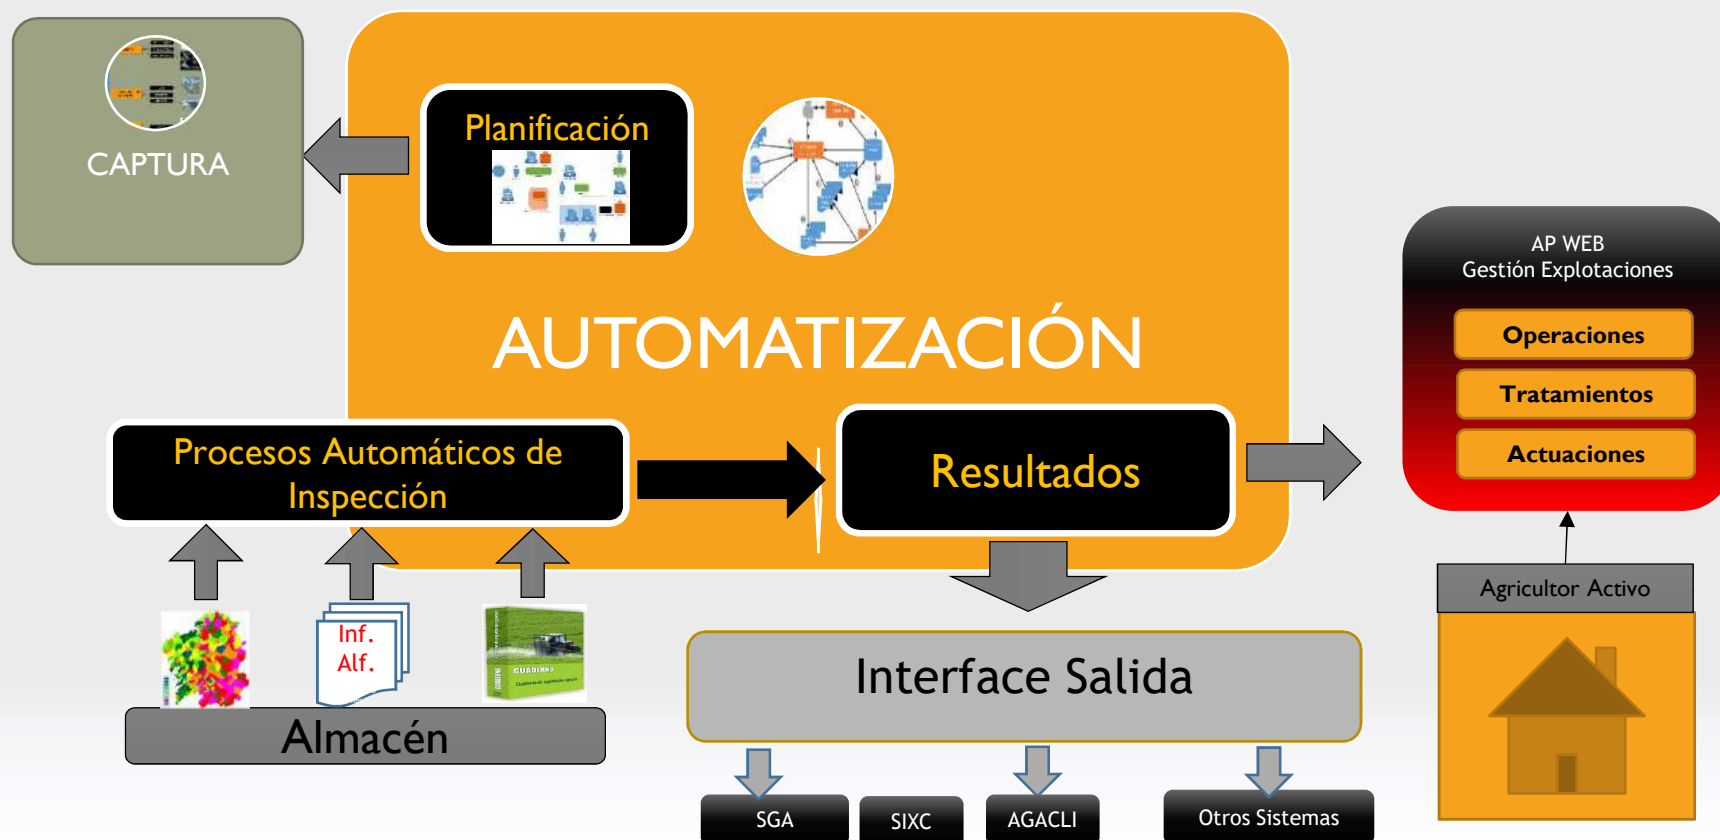 CAPTURA
Planificación
AUTOMATIZACIÓN
Procesos Automáticos de
Inspección
Resultados
AP WEB
Gestión Explotaciones
Operaciones
Tratamientos
Actuaciones
Agricultor Activo
Inf.
Alf.
CUADERNO
Almacén
Interface Salida
SGA
SIXC
AGACLI
Otros Sistemas